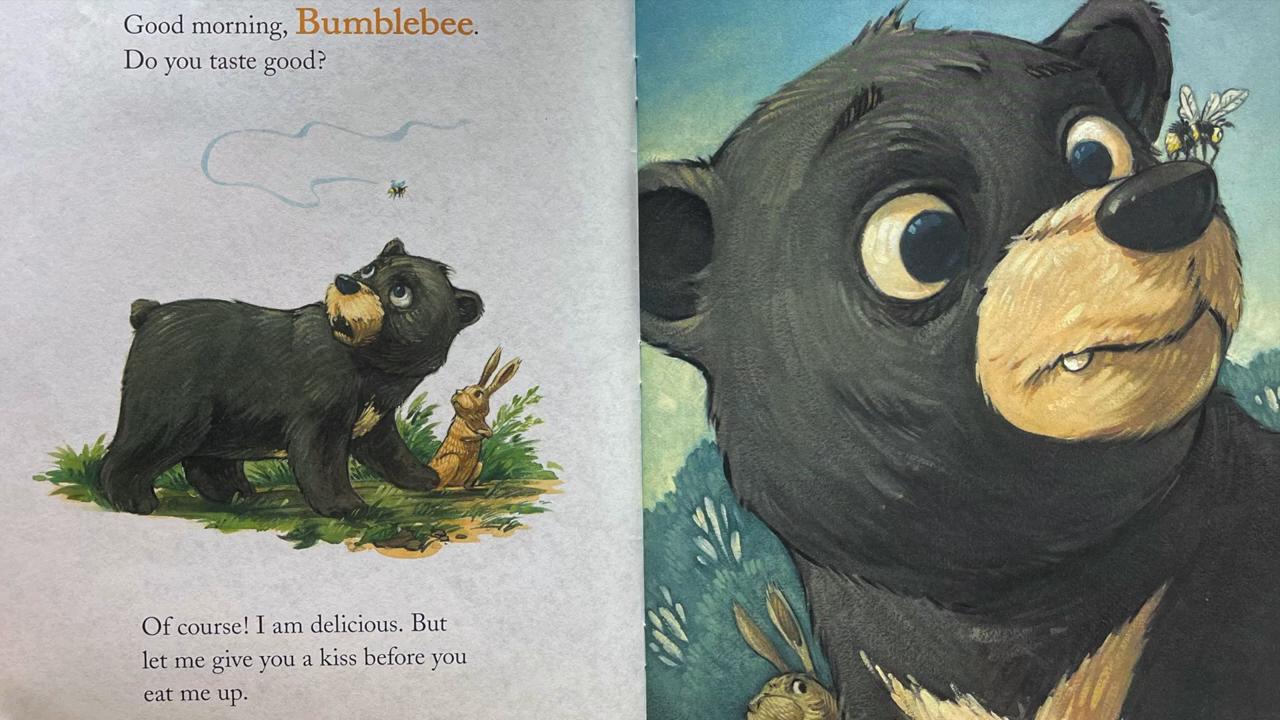 Good morning, Bumblebee.
Do you taste good?
Of course! I am delicious. But
let me give you a kiss before you
eat me up.